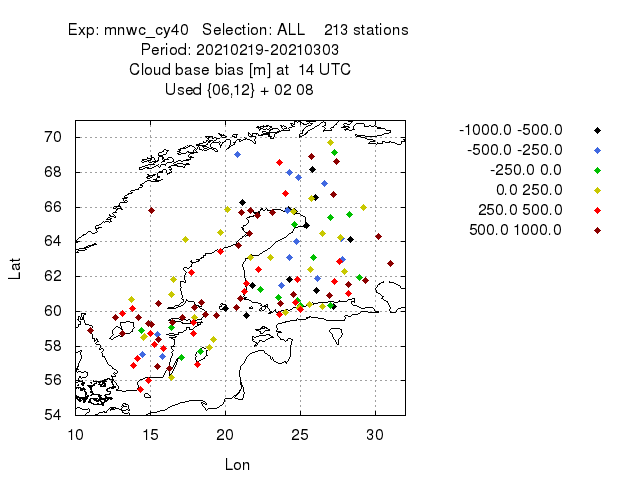 Exp: mnwc_cy40 Selection: ALL 213 stations
Period: 20210219-20210303
Cloud base bias [m] at 14 UTC
Used {06,12} + 02 08
-1000.0 -500.0
-500.0 -250.0
-250.0 0.0
0.0 250.0
250.0 500.0
500.0 1000.0
Lat
70
68
66
64
62
60
58
56
54
10 15 20 25 30
Lon